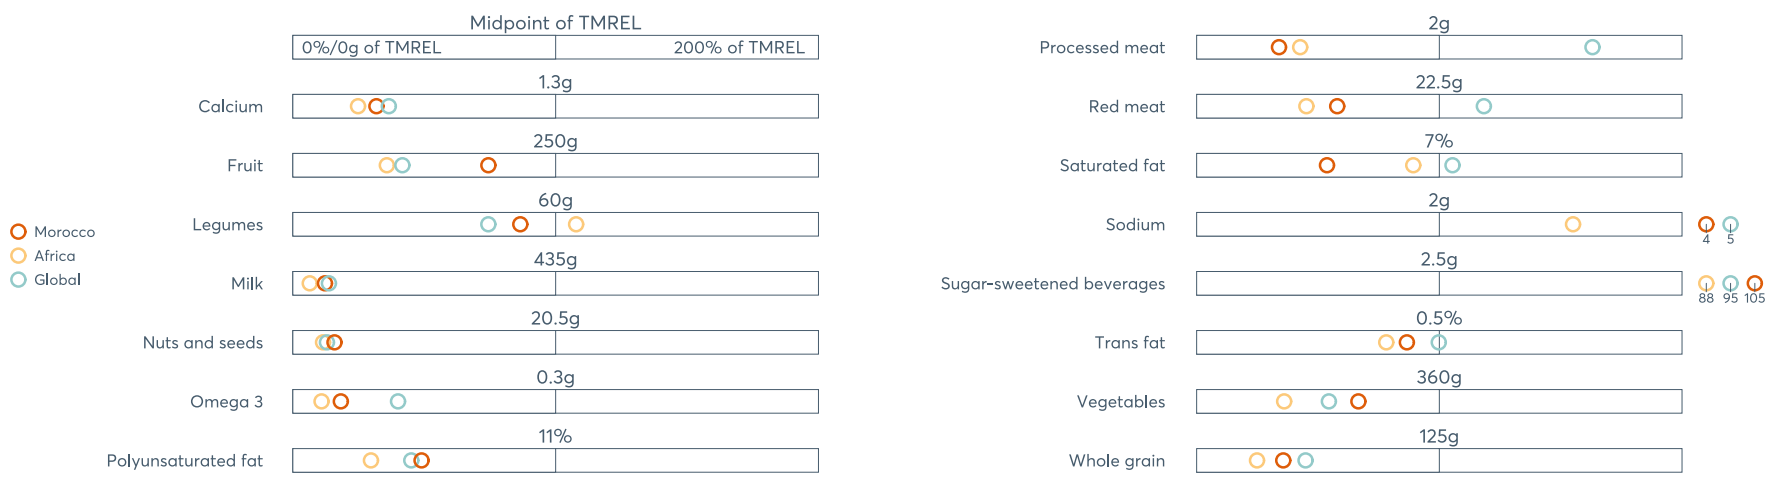 Midpoint of TMREL
0%/0g of TMREL 200% of TMREL
1.3g
Calcium
250g
Fruit
60g
Legumes
435g
Milk
20.5g
Nuts and seeds
0.3g
Omega 3
11%
Polyunsaturated fat
Morocco
Africa
Global
2g
Processed meat
22.5g
Red meat
7%
Saturated fat
2g
Sodium
4 5
2.5g
Sugar-sweetened beverages
88 95 105
0.5%
Trans fat
360g
Vegetables
125g
Whole grain